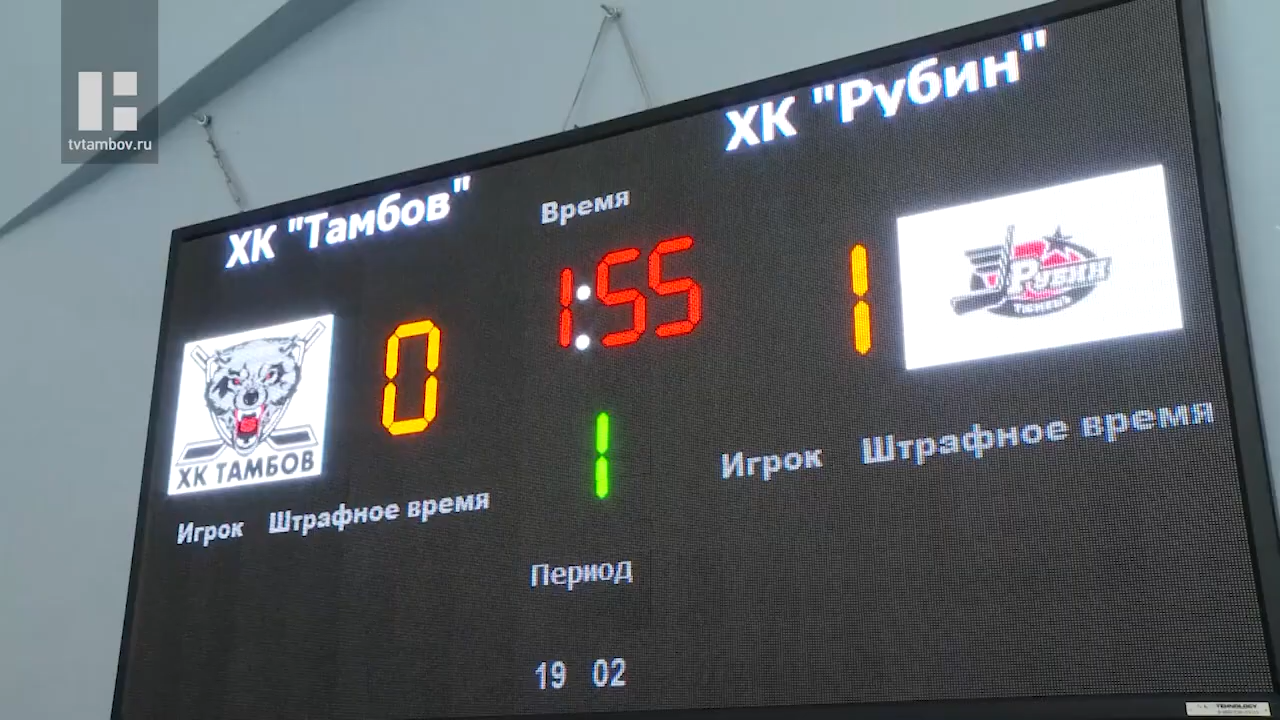 tvtambov.ru
ХК "Тамбов"
ХК "Рубин"
Время
1:55
0
1
ХК ТАМБОВ
Рубин
1
Игрок Штрафное время
Игрок Штрафное время
Период
19 02
TEHNOLOGY